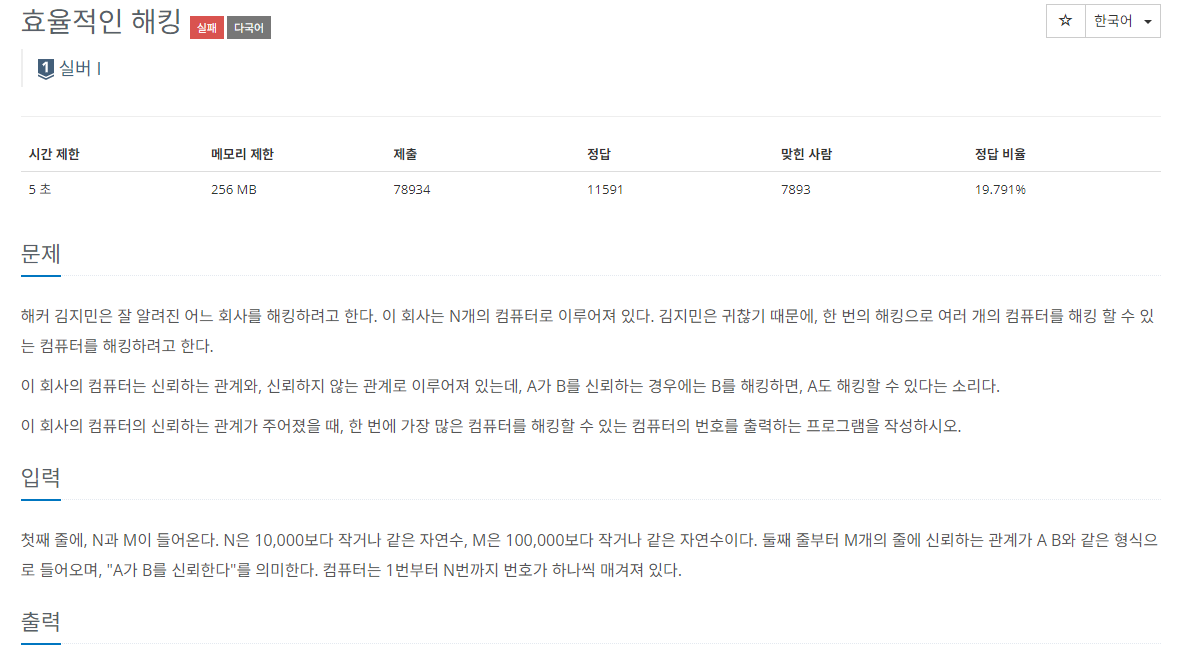 효율적인 해킹 실패 다국어
☆ 한국어
1 실버 I
시간 제한 메모리 제한 제출 정답 맞힌 사람 정답 비율
5 초 256 MB 78934 11591 7893 19.791%
문제
해커 김지민은 잘 알려진 어느 회사를 해킹하려고 한다. 이 회사는 N개의 컴퓨터로 이루어져 있다. 김지민은 귀찮기 때문에, 한 번의 해킹으로 여러 개의 컴퓨터를 해킹 할 수 있
는 컴퓨터를 해킹하려고 한다.
이 회사의 컴퓨터는 신뢰하는 관계와, 신뢰하지 않는 관계로 이루어져 있는데, A가 B를 신뢰하는 경우에는 B를 해킹하면, A도 해킹할 수 있다는 소리다.
이 회사의 컴퓨터의 신뢰하는 관계가 주어졌을 때, 한 번에 가장 많은 컴퓨터를 해킹할 수 있는 컴퓨터의 번호를 출력하는 프로그램을 작성하시오.
입력
첫째 줄에, N과 M이 들어온다. N은 10,000보다 작거나 같은 자연수, M은 100,000보다 작거나 같은 자연수이다. 둘째 줄부터 M개의 줄에 신뢰하는 관계가 A B와 같은 형식으
로 들어오며, "A가 B를 신뢰한다"를 의미한다. 컴퓨터는 1번부터 N번까지 번호가 하나씩 매겨져 있다.
출력